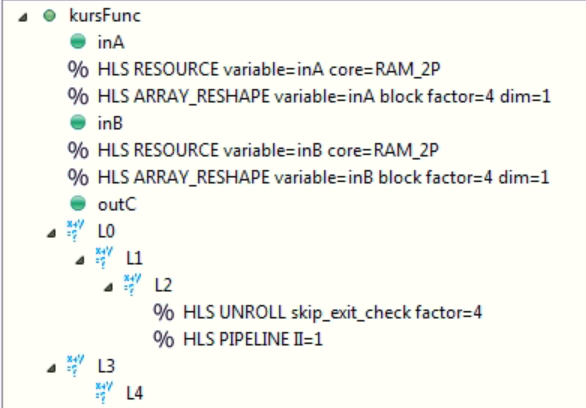 kursFunc
inA
% HLS RESOURCE variable=inA core=RAM_2P
% HLS ARRAY_RESHAPE variable=inA block factor=4 dim=1
inB
% HLS RESOURCE variable=inB core=RAM_2P
% HLS ARRAY_RESHAPE variable=inB block factor=4 dim=1
outC
L0
L1
L2
% HLS UNROLL skip_exit_check factor=4
% HLS PIPELINE II=1
L3
L4